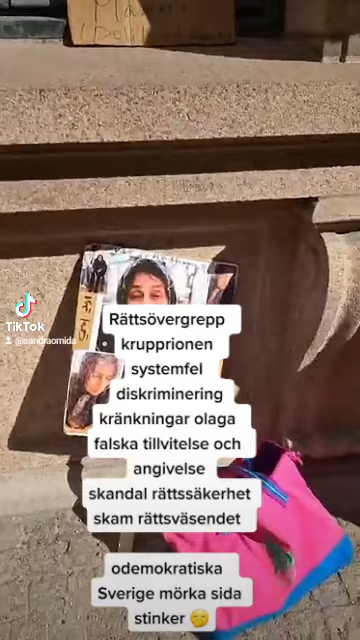 TikTok
@sandraomida
Rättsövergrepp
krupprionen
systemfel
diskriminering
kränkningar olaga
falska tillvitelse och
angivelse
skandal rättssäkerhet
skam rättsväsendet
odemokratiska
Sverige mörka sida
stinker 🤭